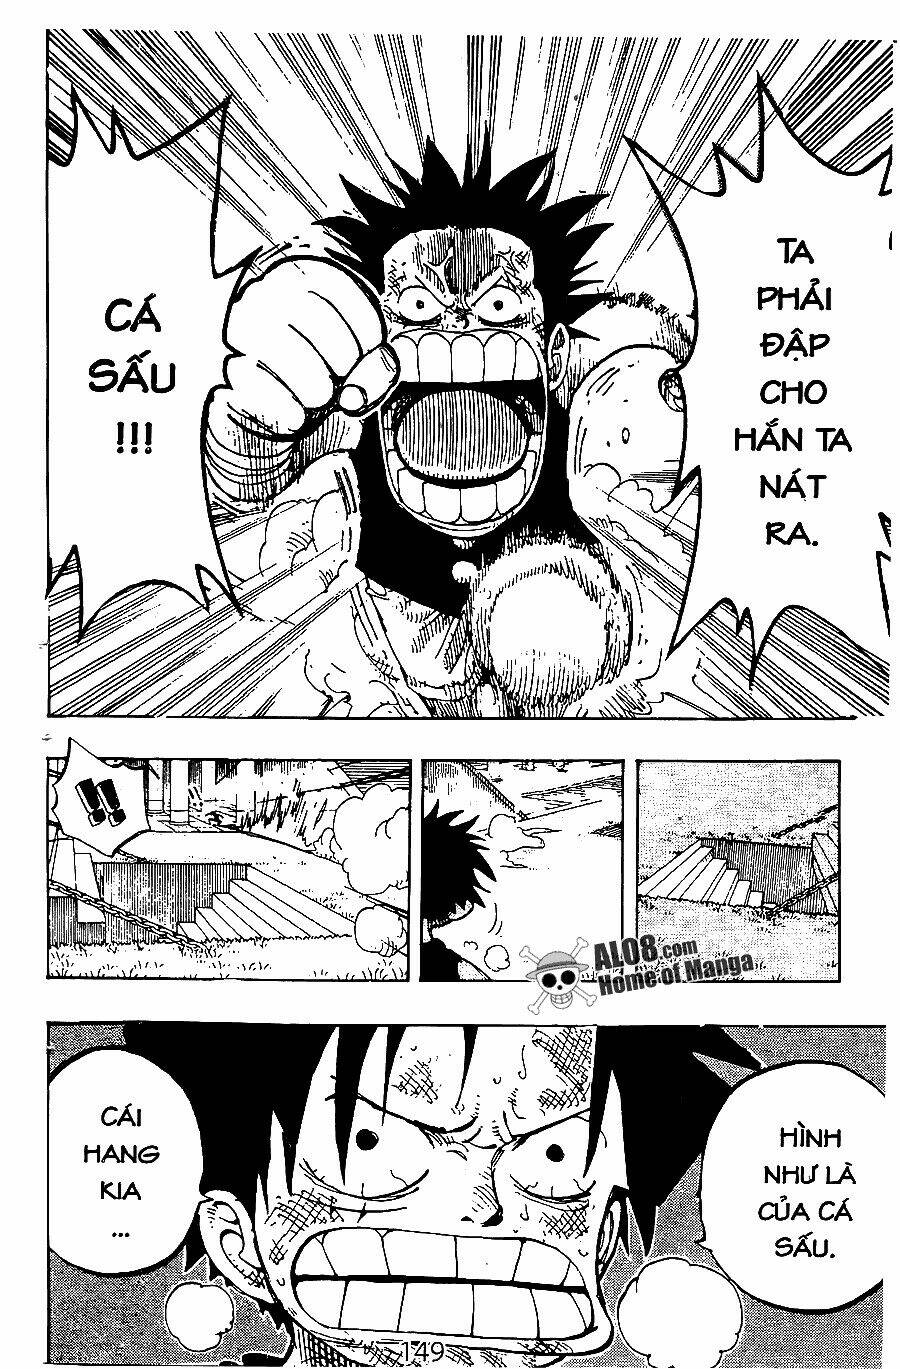 TA
PHẢI
ĐẬP
CHO
HẮN TA
NÁT
RA.
CÁ
SẤU
!!!
!!
ALO8.com
Home of Manga
HÌNH
NHƯ LÀ
CỦA CÁ
SẤU.
CÁI
HANG
KIA
...
149